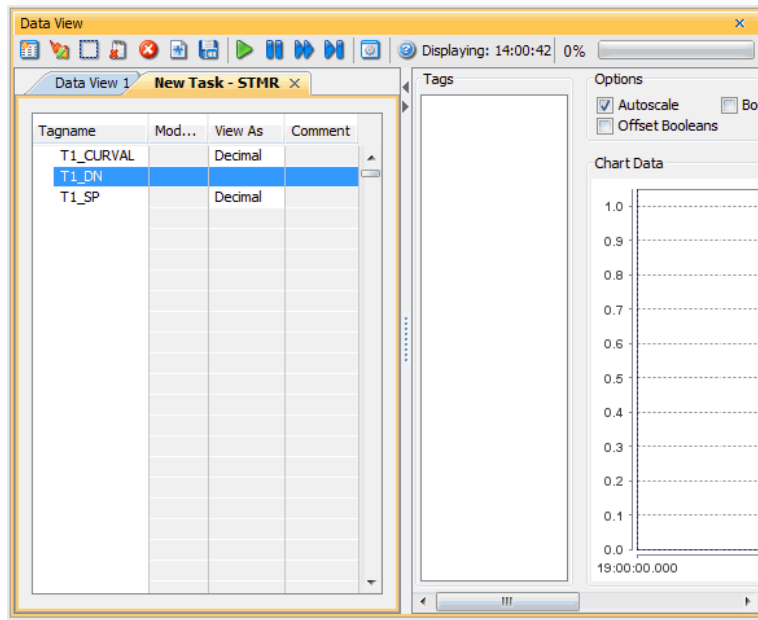 Data View
Displaying: 14:00:42 0%
Data View 1 New Task - STMR
Tagname Mod... View As Comment
T1_CURVAL Decimal
T1_DN
T1_SP Decimal
Tags
Options
Autoscale Bo
Offset Booleans
Chart Data
1.0
0.9
0.8
0.7
0.6
0.5
0.4
0.3
0.2
0.1
0.0
19:00:00.000